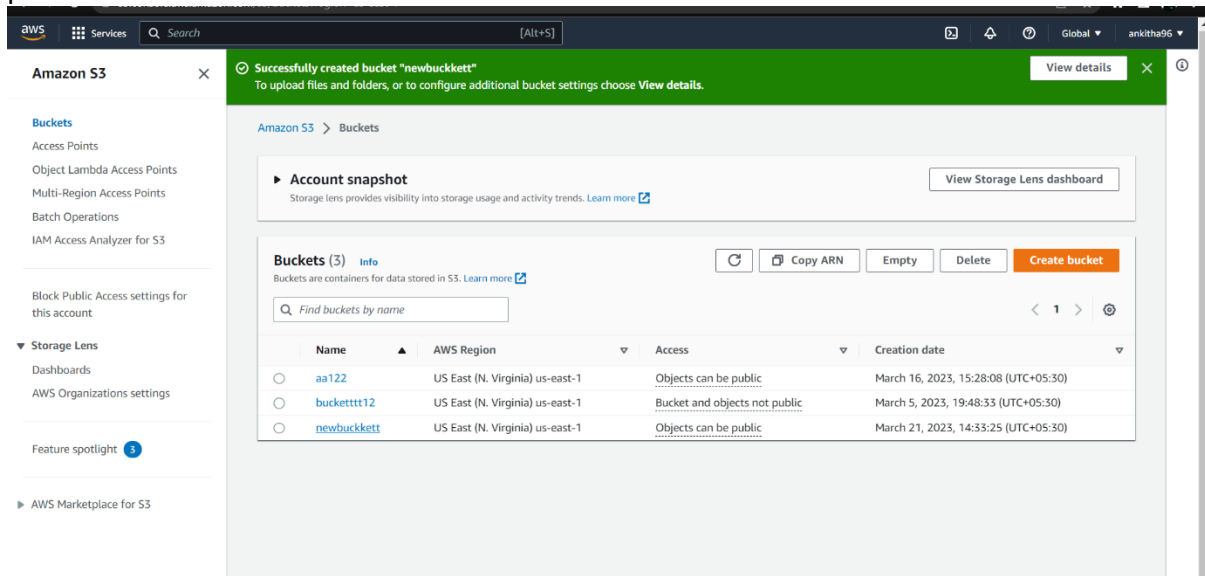 aws Services Search [Alt+S] Global ankitha96
Amazon S3
Successfully created bucket "newbuckkett"
To upload files and folders, or to configure additional bucket settings choose View details.
View details
Buckets
Access Points
Object Lambda Access Points
Multi-Region Access Points
Batch Operations
IAM Access Analyzer for S3
Block Public Access settings for
this account
Storage Lens
Dashboards
AWS Organizations settings
Feature spotlight 3
AWS Marketplace for S3
Amazon S3 > Buckets
Account snapshot
Storage lens provides visibility into storage usage and activity trends. Learn more
View Storage Lens dashboard
Buckets (3) Info
Buckets are containers for data stored in S3. Learn more
Copy ARN Empty Delete Create bucket
Find buckets by name
< 1 >
Name AWS Region Access Creation date
aa122 US East (N. Virginia) us-east-1 Objects can be public March 16, 2023, 15:28:08 (UTC+05:30)
bucketttt12 US East (N. Virginia) us-east-1 Bucket and objects not public March 5, 2023, 19:48:33 (UTC+05:30)
newbuckkett US East (N. Virginia) us-east-1 Objects can be public March 21, 2023, 14:33:25 (UTC+05:30)